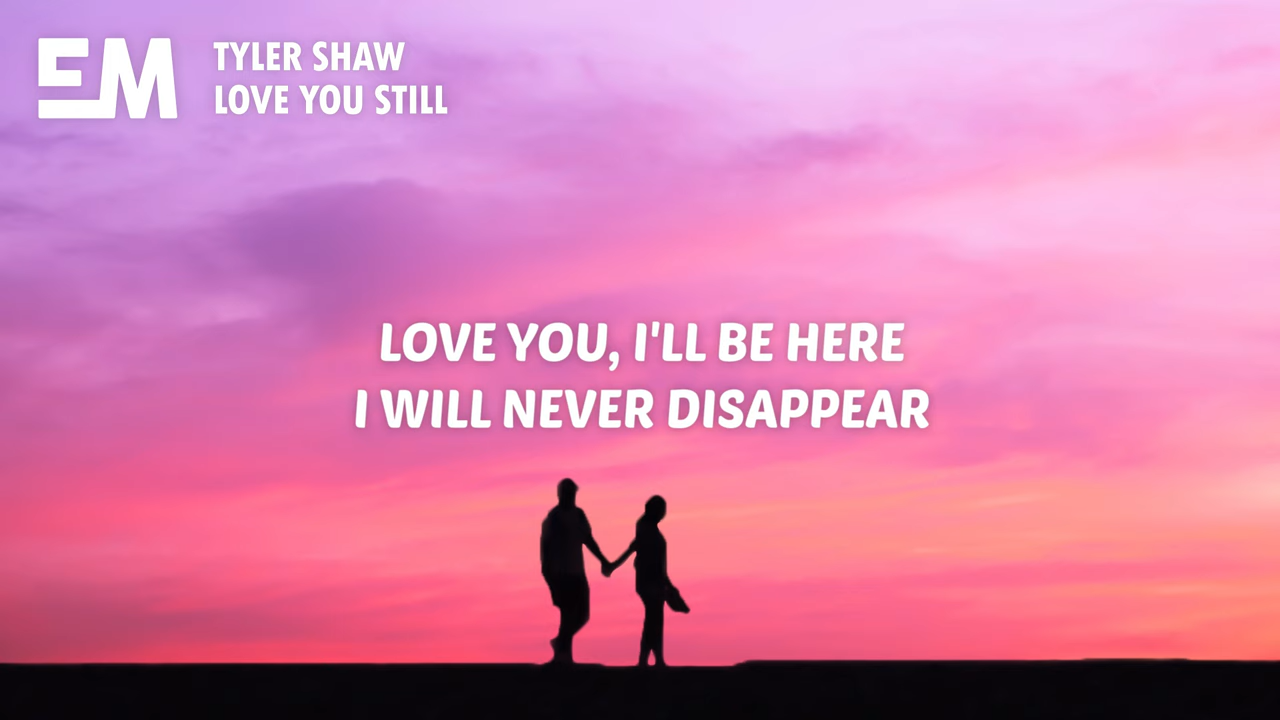 EM
TYLER SHAW
LOVE YOU STILL
LOVE YOU, I'LL BE HERE
I WILL NEVER DISAPPEAR